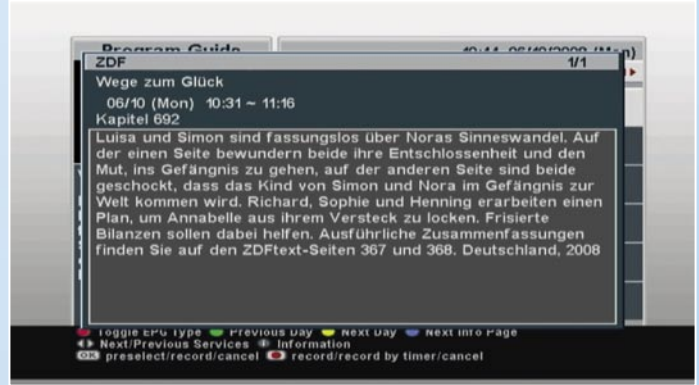 Program Guide
ZDF 1/1
Wege zum Glück
06/10 (Mon) 10:31 ~ 11:16
Kapitel 692
Luisa und Simon sind fassungslos über Noras Sinneswandel. Auf
der einen Seite bewundern beide ihre Entschlossenheit und den
Mut, ins Gefängnis zu gehen, auf der anderen Seite sind beide
geschockt, dass das Kind von Simon und Nora im Gefängnis zur
Welt kommen wird. Richard, Sophie und Henning erarbeiten einen
Plan, um Annabelle aus ihrem Versteck zu locken. Frisierte
Bilanzen sollen dabei helfen. Ausführliche Zusammenfassungen
finden Sie auf den ZDFtext-Seiten 367 und 368. Deutschland, 2008
Toggle EPG Type Previous Day Next Day Next Info Page
Next/Previous Services Information
OK preselect/record/cancel record/record by timer/cancel